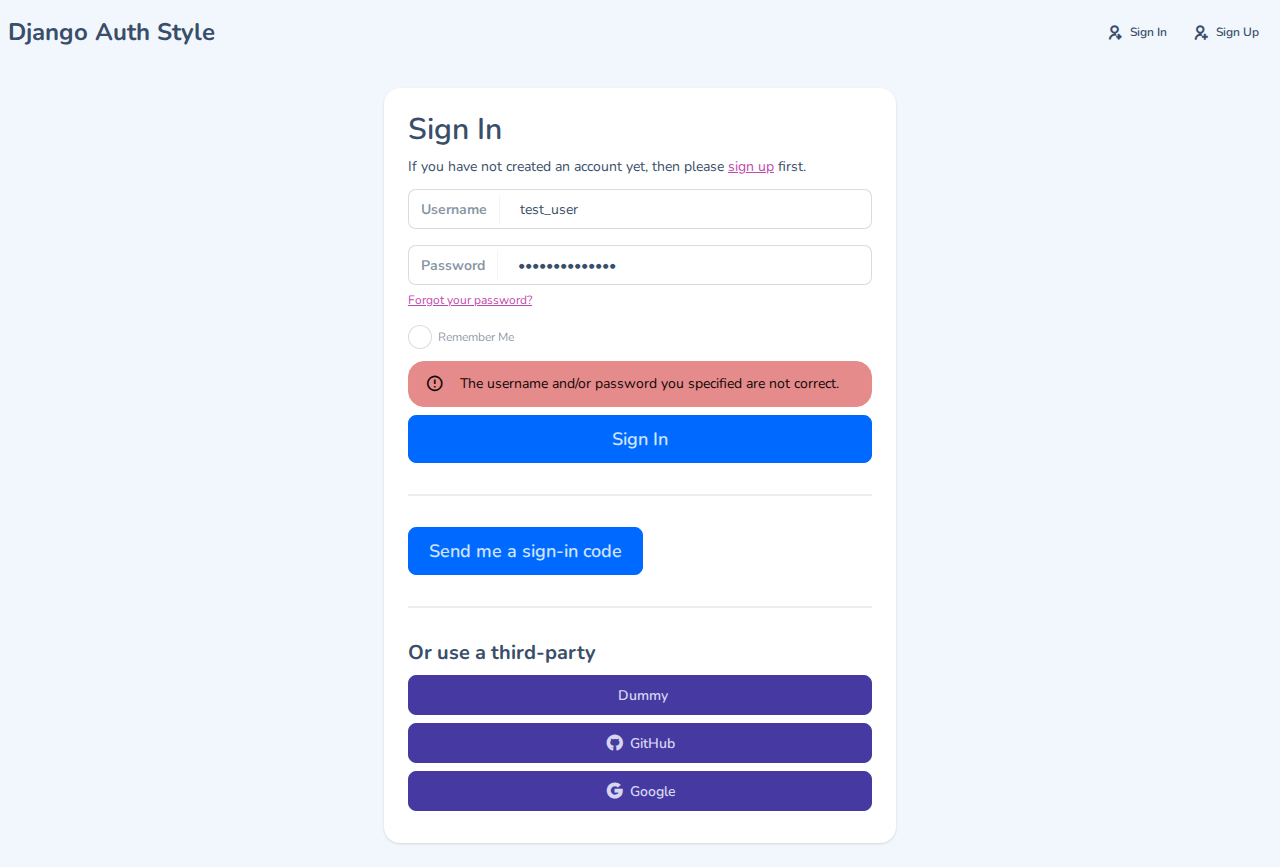 Django Auth Style
Sign In
Sign Up
Sign In
If you have not created an account yet, then please sign up first.
Username
test_user
Password
••••••••••••••
Forgot your password?
Remember Me
The username and/or password you specified are not correct.
Sign In
Send me a sign-in code
Or use a third-party
Dummy
GitHub
Google